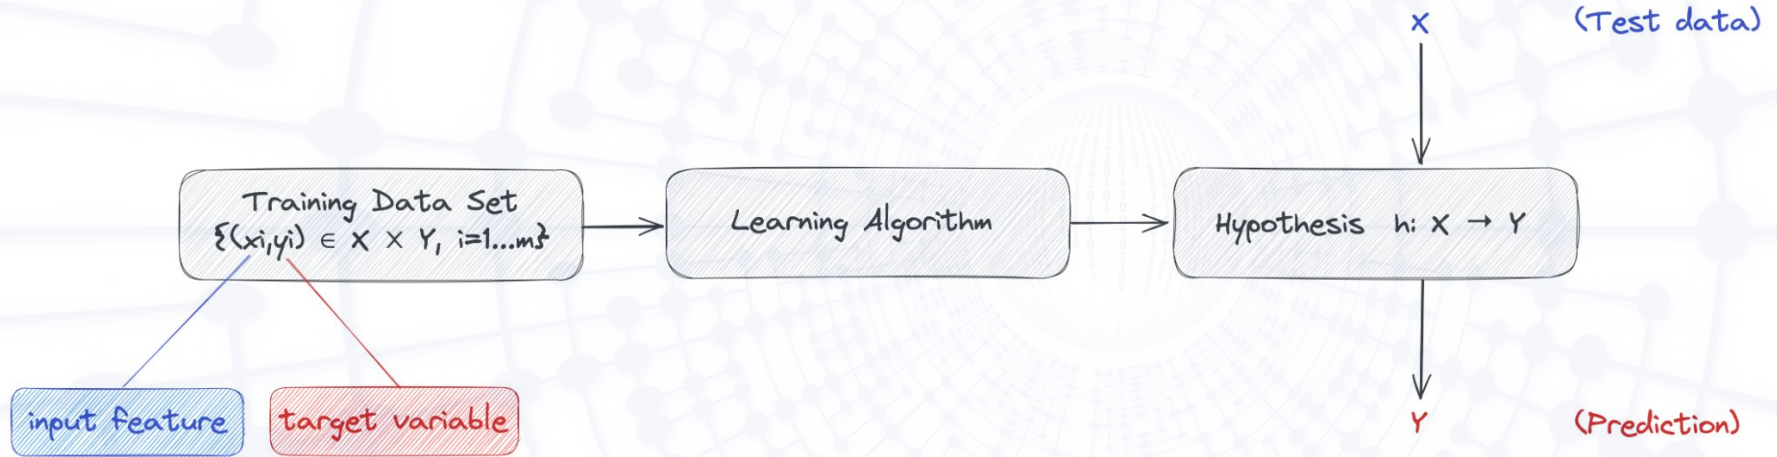 X (Test data)
Training Data Set
{(xi,yi) ∈ X X Y, i=1...m}
Learning Algorithm
Hypothesis h: X → Y
input feature
target variable
Y (Prediction)